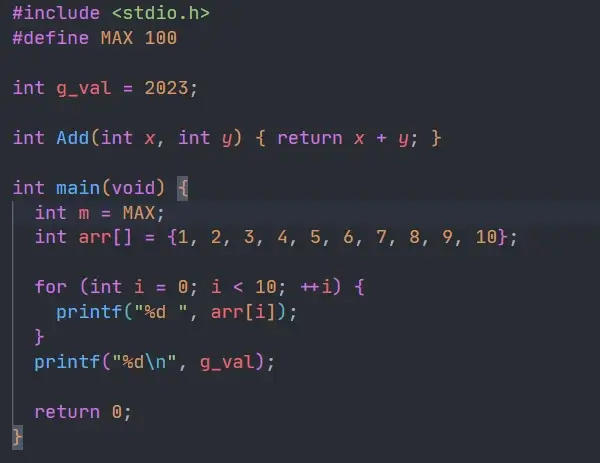 #include <stdio.h>
#define MAX 100
int g_val = 2023;
int Add(int x, int y) { return x + y; }
int main(void) {
  int m = MAX;
  int arr[] = {1, 2, 3, 4, 5, 6, 7, 8, 9, 10};
  for (int i = 0; i < 10; ++i) {
    printf("%d ", arr[i]);
  }
  printf("%d\n", g_val);
  return 0;
}